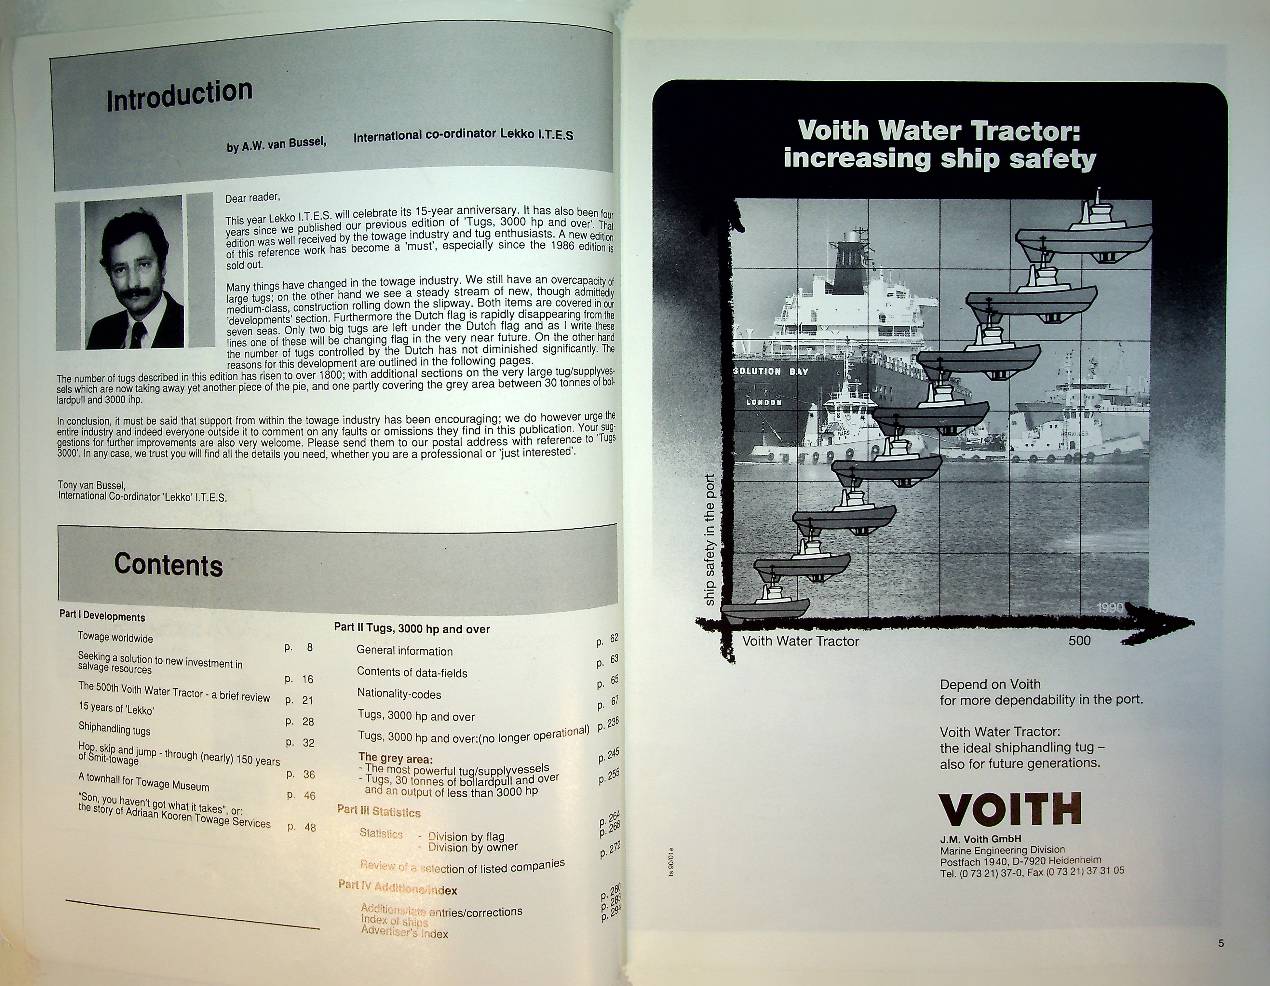 Introduction
by A.W. van Bussel, International co-ordinator Lekko I.T.E.S
Dear reader,
This year Lekko I.T.E.S. will celebrate its 15-year anniversary. It has also been four
years since we published our previous edition of 'Tugs, 3000 hp and over'. That
edition was well received by the towage industry and tug enthusiasts. A new edition
of this reference work has become a 'must', especially since the 1986 edition is
sold out.
Many things have changed in the towage industry. We still have an overcapacity of
large tugs; on the other hand we see a steady stream of new, though admittedly
medium-class, construction rolling down the slipway. Both items are covered in our
'developments' section. Furthermore the Dutch flag is rapidly disappearing from the
seven seas. Only two big tugs are left under the Dutch flag and as I write these
lines one of these will be changing flag in the very near future. On the other hand
the number of tugs controlled by the Dutch has not diminished significantly. The
reasons for this development are outlined in the following pages.
The number of tugs described in this edition has risen to over 1800; with additional sections on the very large tug/supplyves-
sels which are now taking away yet another piece of the pie, and one partly covering the grey area between 30 tonnes of bol-
lardpull and 3000 ihp.
In conclusion, it must be said that support from within the towage industry has been encouraging; we do however urge the
entire industry and indeed everyone outside it to comment on any faults or omissions they find in this publication. Your sug-
gestions for further improvements are also very welcome. Please send them to our postal address with reference to 'Tugs
3000'. In any case, we trust you will find all the details you need, whether you are a professional or 'just interested'.
Tony van Bussel,
International Co-ordinator 'Lekko' I.T.E.S.
Contents
Part I Developments
Towage worldwide p. 8
Seeking a solution to new investment in
salvage resources p. 16
The 500th Voith Water Tractor - a brief review p. 21
15 years of 'Lekko' p. 28
Shiphandling tugs p. 32
Hop, skip and jump - through (nearly) 150 years
of Smit-towage p. 36
A townhall for Towage Museum p. 46
"Son, you haven't got what it takes", or:
the story of Adriaan Kooren Towage Services p. 48
Part II Tugs, 3000 hp and over
General information p. 62
Contents of data-fields p. 63
Nationality-codes p. 65
Tugs, 3000 hp and over p. 67
Tugs, 3000 hp and over:(no longer operational) p. 236
The grey area:
- The most powerful tug/supplyvessels p. 245
- Tugs, 30 tonnes of bollardpull and over p. 255
and an output of less than 3000 hp
Part III Statistics
Statistics - Division by flag p. 264
- Division by owner p. 268
Review of a selection of listed companies p. 272
Part IV Additions/index
Additions/late entries/corrections p.
Index of ships p.
Advertiser's index p.
Voith Water Tractor:
increasing ship safety
SOLUTION BAY
LONDON
ship safety in the port
1990
Voith Water Tractor 500
Depend on Voith
for more dependability in the port.
Voith Water Tractor:
the ideal shiphandling tug –
also for future generations.
VOITH
J.M. Voith GmbH
Marine Engineering Division
Postfach 1940, D-7920 Heidenheim
Tel. (0 73 21) 37-0, Fax (0 73 21) 37 31 05
5